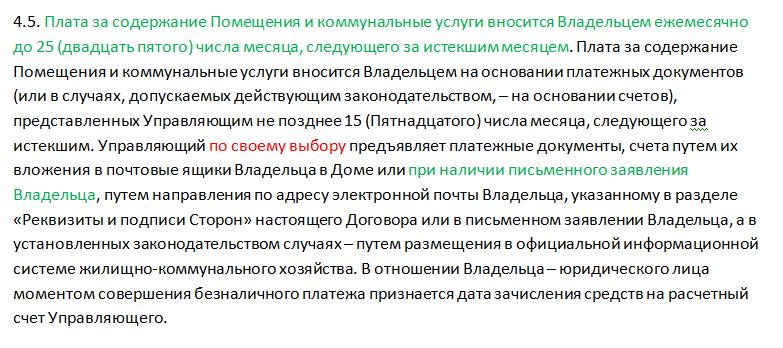 4.5. Плата за содержание Помещения и коммунальные услуги вносится Владельцем ежемесячно
до 25 (двадцать пятого) числа месяца, следующего за истекшим месяцем. Плата за содержание
Помещения и коммунальные услуги вносится Владельцем на основании платежных документов
(или в случаях, допускаемых действующим законодательством, – на основании счетов),
представленных Управляющим не позднее 15 (Пятнадцатого) числа месяца, следующего за
истекшим. Управляющий по своему выбору предъявляет платежные документы, счета путем их
вложения в почтовые ящики Владельца в Доме или при наличии письменного заявления
Владельца, путем направления по адресу электронной почты Владельца, указанному в разделе
«Реквизиты и подписи Сторон» настоящего Договора или в письменном заявлении Владельца, а в
установленных законодательством случаях – путем размещения в официальной информационной
системе жилищно-коммунального хозяйства. В отношении Владельца – юридического лица
моментом совершения безналичного платежа признается дата зачисления средств на расчетный
счет Управляющего.